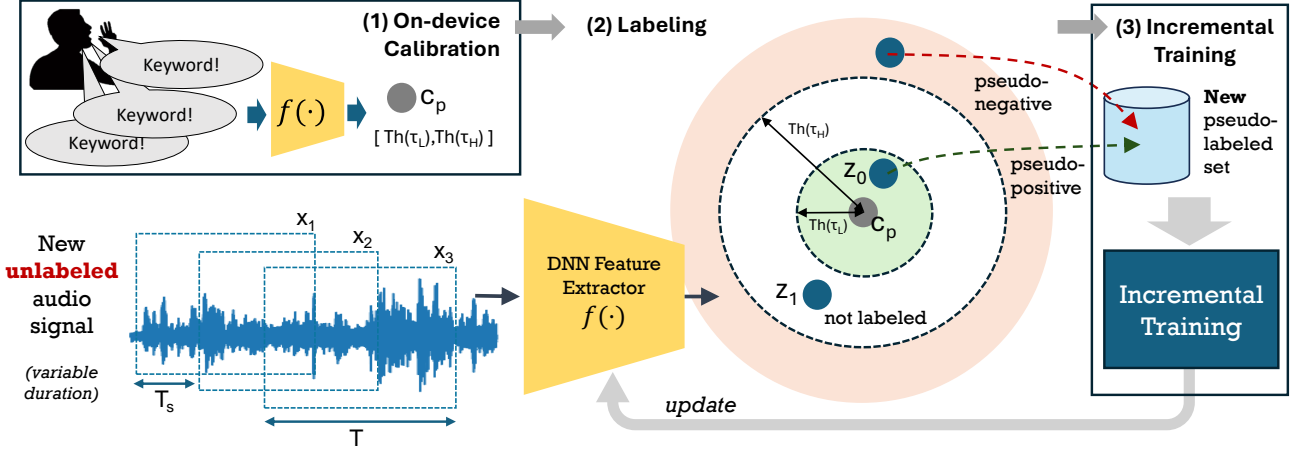 (1) On-device
Calibration
Keyword!
Keyword!
Keyword!
f(·)
Cp
[ Th(τL),Th(τH) ]
(2) Labeling
(3) Incremental
Training
pseudo-
negative
Th(τH)
Z0
Th(τL)
Cp
pseudo-
positive
Z1
not labeled
New
pseudo-
labeled
set
Incremental
Training
New
unlabeled
audio
signal
(variable
duration)
x1
x2
x3
Ts
T
DNN Feature
Extractor
f(·)
update